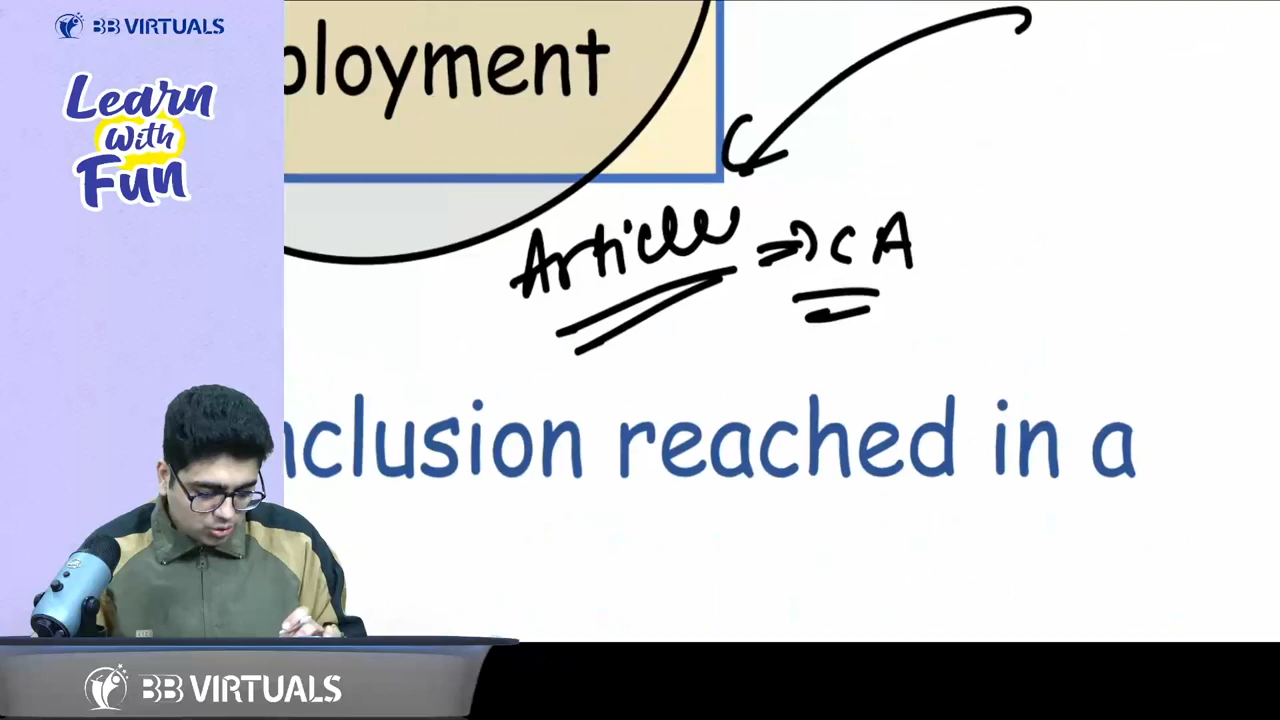 BB VIRTUALS
Learn
With
Fun
ployment
Article ⇒ CA
nclusion reached in a
BB VIRTUALS